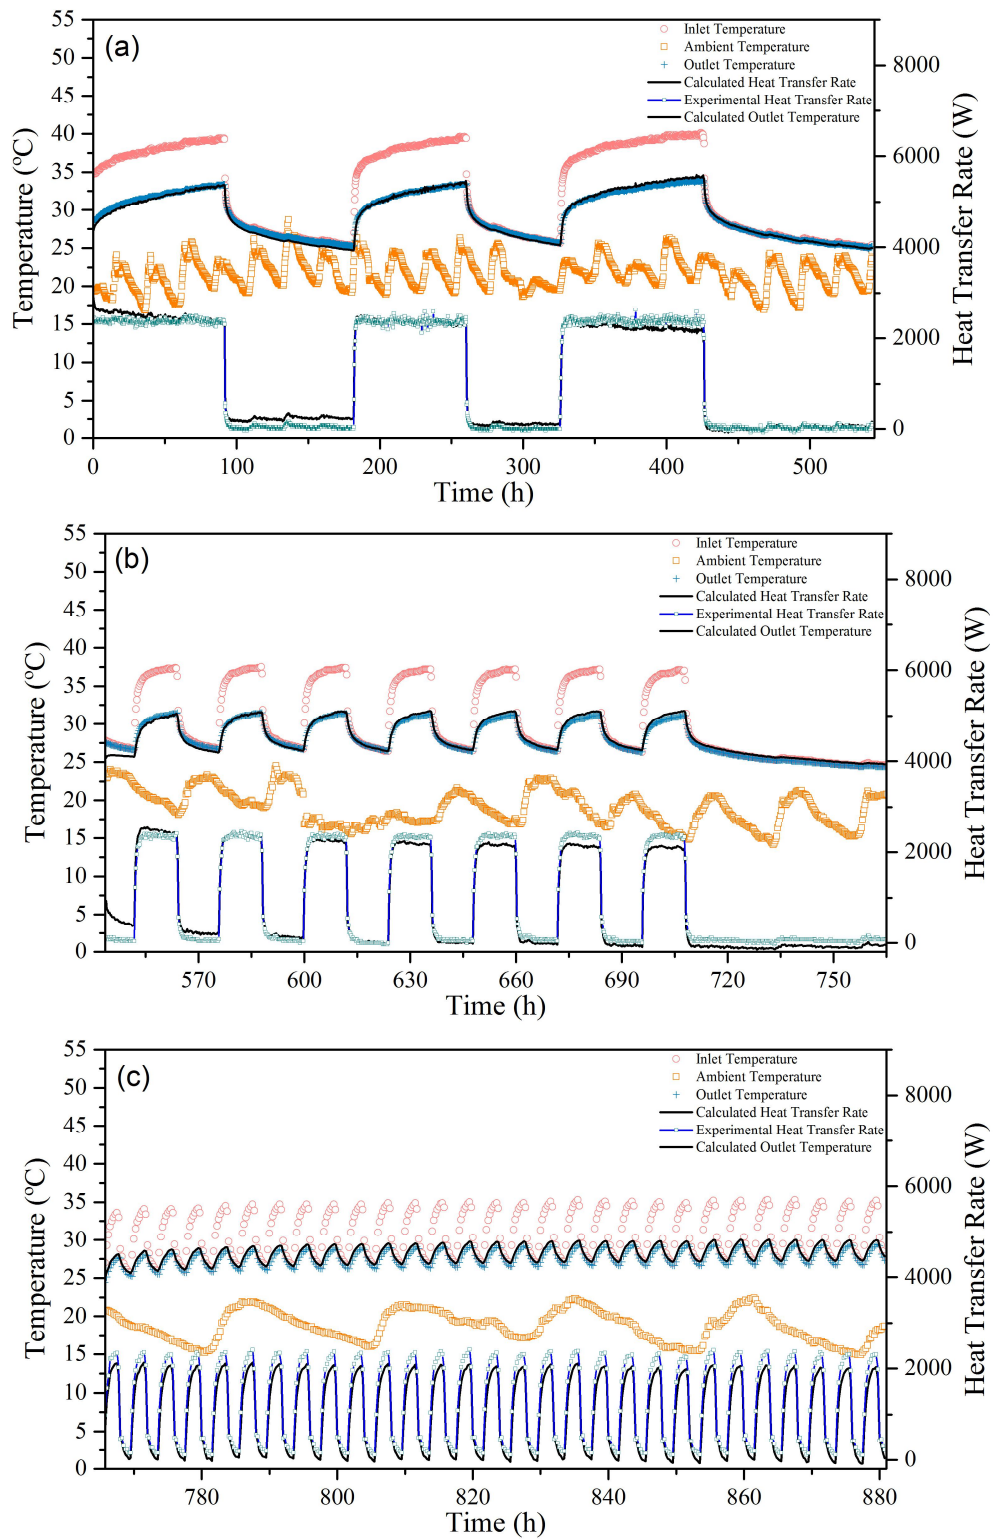 (a)
Inlet Temperature
Ambient Temperature
Outlet Temperature
Calculated Heat Transfer Rate
Experimental Heat Transfer Rate
Calculated Outlet Temperature
55
50
45
40
35
30
25
20
15
10
5
0
Temperature (ºC)
8000
6000
4000
2000
0
Heat Transfer Rate (W)
0 100 200 300 400 500
Time (h)
(b)
Inlet Temperature
Ambient Temperature
Outlet Temperature
Calculated Heat Transfer Rate
Experimental Heat Transfer Rate
Calculated Outlet Temperature
55
50
45
40
35
30
25
20
15
10
5
0
Temperature (ºC)
8000
6000
4000
2000
0
Heat Transfer Rate (W)
570 600 630 660 690 720 750
Time (h)
(c)
Inlet Temperature
Ambient Temperature
Outlet Temperature
Calculated Heat Transfer Rate
Experimental Heat Transfer Rate
Calculated Outlet Temperature
55
50
45
40
35
30
25
20
15
10
5
0
Temperature (ºC)
8000
6000
4000
2000
0
Heat Transfer Rate (W)
780 800 820 840 860 880
Time (h)